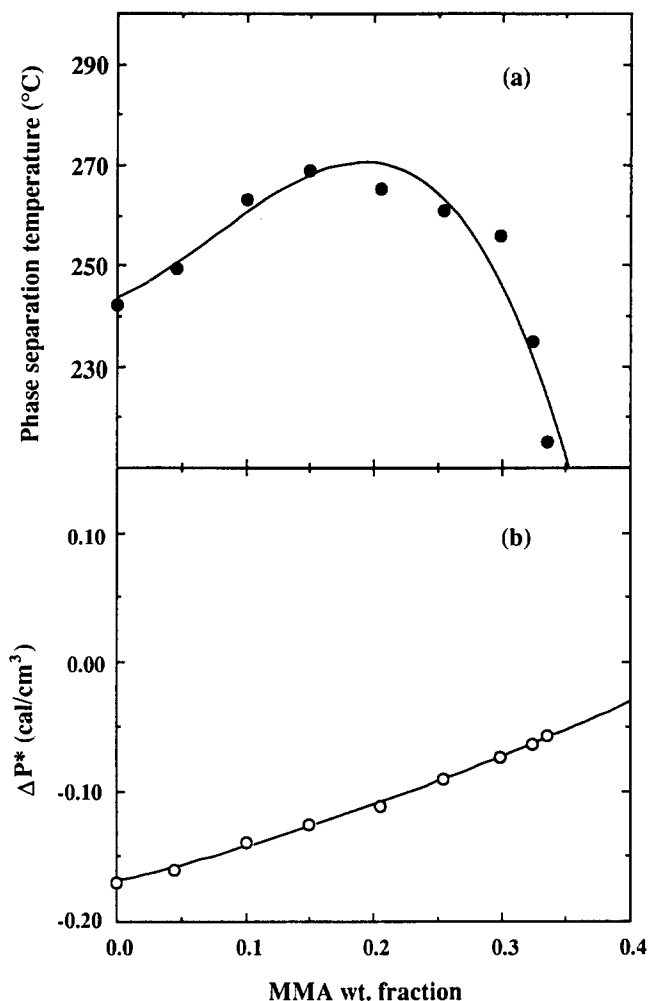 Phase separation temperature (°C)
290
270
250
230
(a)
ΔP* (cal/cm³)
0.10
0.00
-0.10
-0.20
(b)
0.0 0.1 0.2 0.3 0.4
MMA wt. fraction